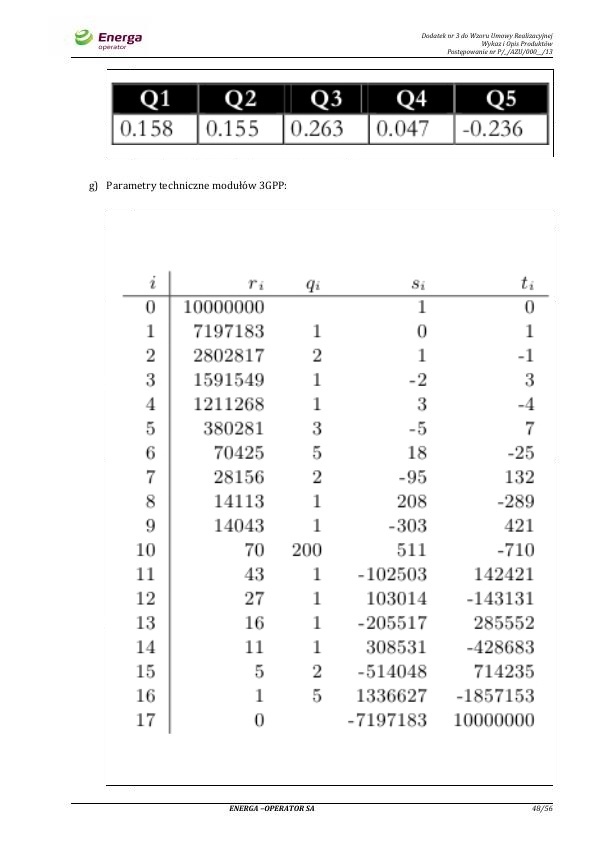 Energa
operator
Dodatek nr 3 do Wzoru Umowy Realizacyjnej
Wykaz i Opis Produktów
Postępowanie nr P/_/AZU/000__/13
Q1 Q2 Q3 Q4 Q5
0.158 0.155 0.263 0.047 -0.236
g) Parametry techniczne modułów 3GPP:
i r i q i s i t i
0 10000000 1 0
1 7197183 1 0 1
2 2802817 2 1 -1
3 1591549 1 -2 3
4 1211268 1 3 -4
5 380281 3 -5 7
6 70425 5 18 -25
7 28156 2 -95 132
8 14113 1 208 -289
9 14043 1 -303 421
10 70 200 511 -710
11 43 1 -102503 142421
12 27 1 103014 -143131
13 16 1 -205517 285552
14 11 1 308531 -428683
15 5 2 -514048 714235
16 1 5 1336627 -1857153
17 0 -7197183 10000000
ENERGA –OPERATOR SA 48/56